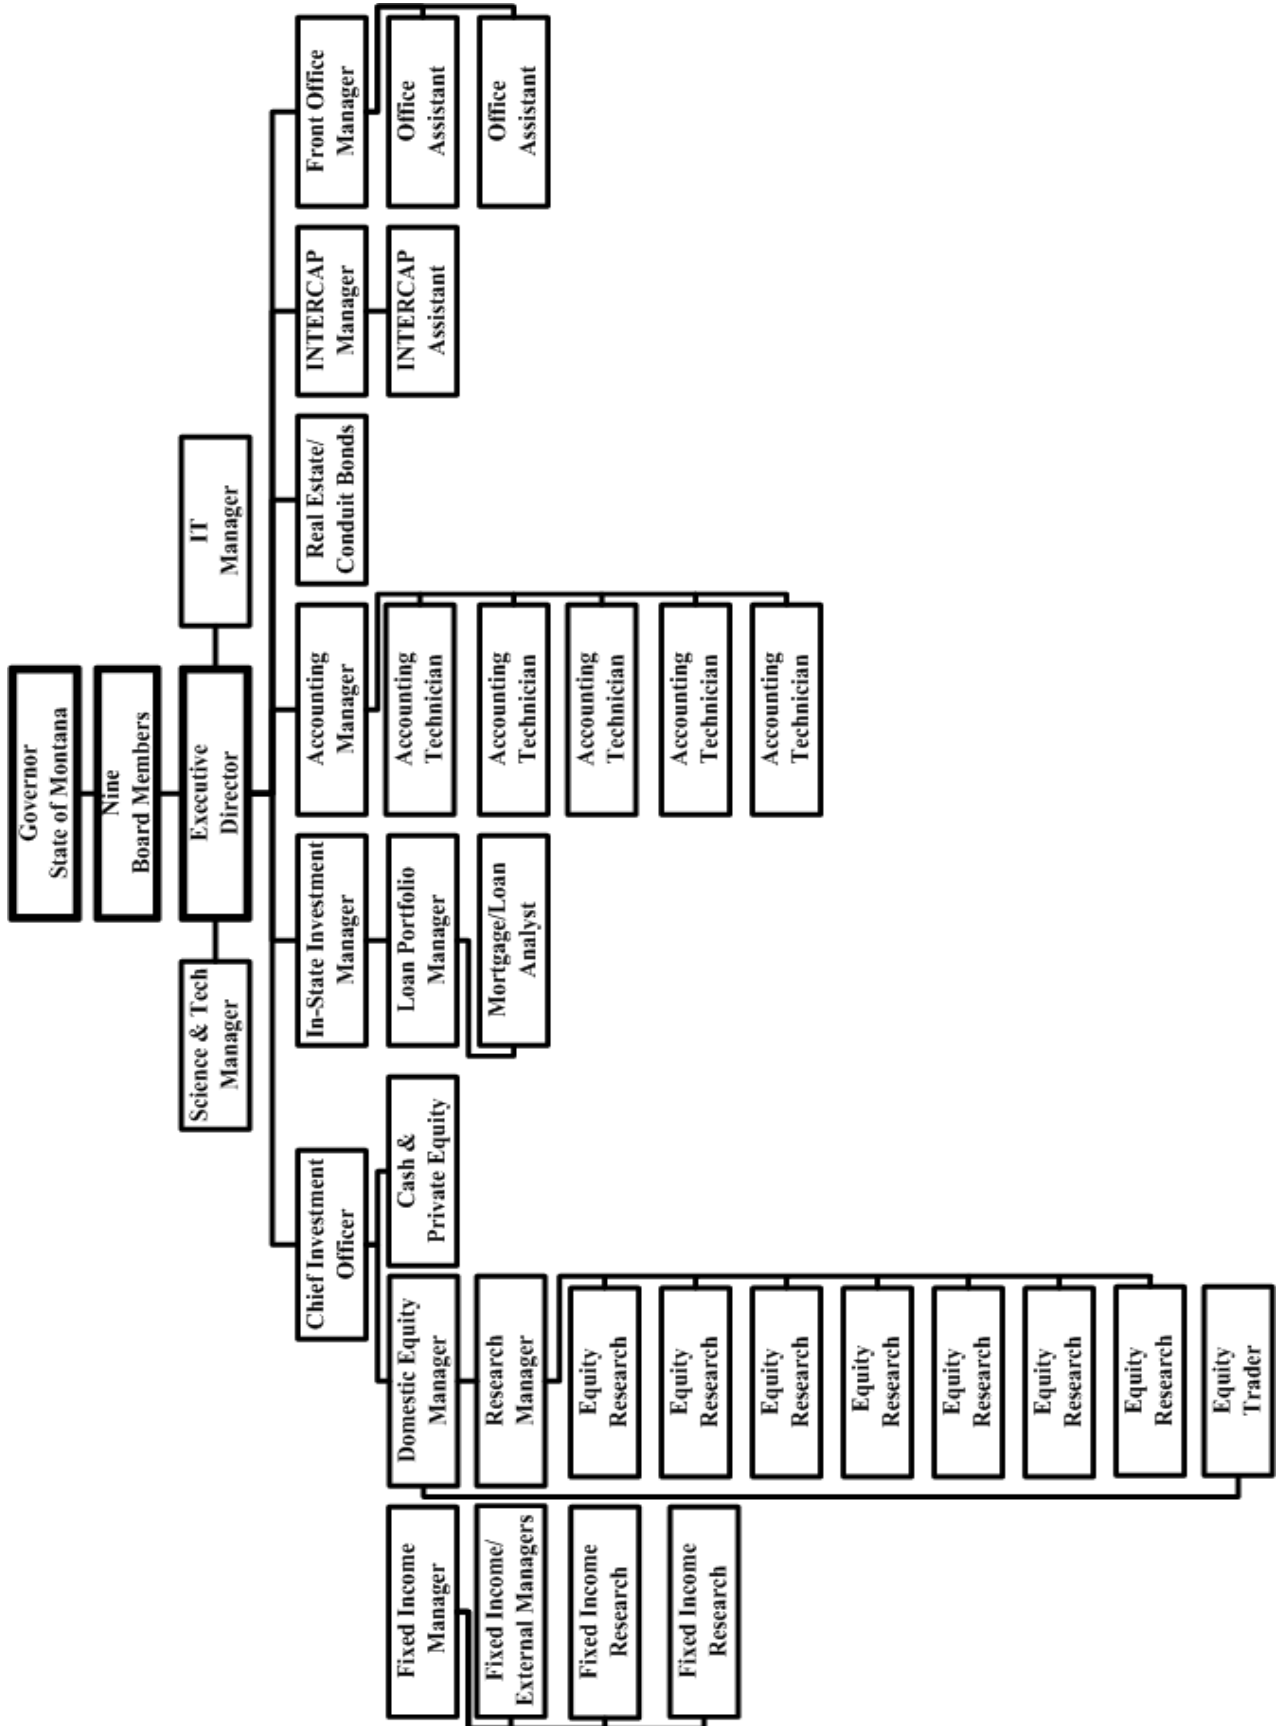 Governor
State of Montana
Nine
Board Members
Science & Tech
Manager
Executive
Director
IT
Manager
Chief Investment
Officer
In-State Investment
Manager
Accounting
Manager
Real Estate/
Conduit Bonds
INTERCAP
Manager
Front Office
Manager
Fixed Income
Manager
Domestic Equity
Manager
Cash &
Private Equity
Loan Portfolio
Manager
Accounting
Technician
INTERCAP
Assistant
Office
Assistant
Fixed Income/
External Managers
Research
Manager
Mortgage/Loan
Analyst
Accounting
Technician
Office
Assistant
Fixed Income
Research
Equity
Research
Accounting
Technician
Fixed Income
Research
Equity
Research
Accounting
Technician
Equity
Research
Accounting
Technician
Equity
Research
Equity
Research
Equity
Research
Equity
Research
Equity
Trader